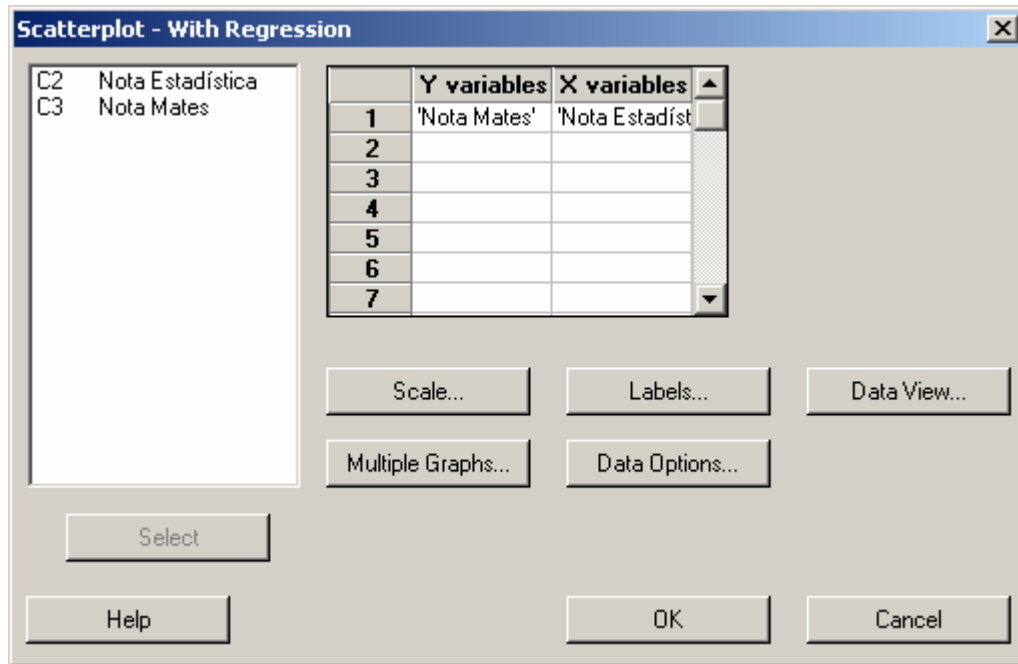 Scatterplot - With Regression
C2 Nota Estadística
C3 Nota Mates
Y variables X variables
1 'Nota Mates' 'Nota Estadíst
2
3
4
5
6
7
Scale... Labels... Data View...
Multiple Graphs... Data Options...
Select
Help OK Cancel